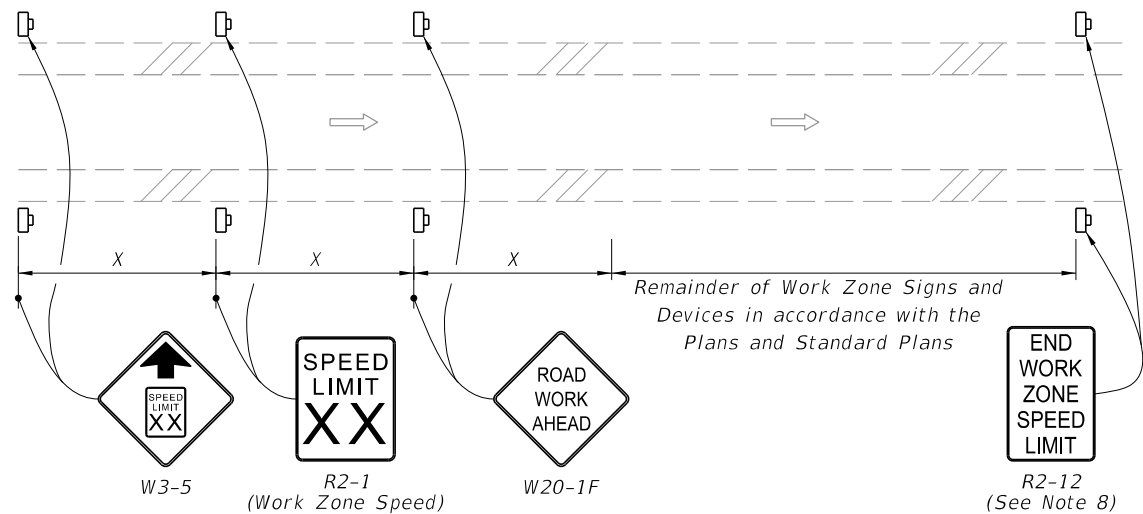 X
X
X
Remainder of Work Zone Signs and
Devices in accordance with the
Plans and Standard Plans
SPEED
LIMIT
XX
W3-5
SPEED
LIMIT
XX
R2-1
(Work Zone Speed)
ROAD
WORK
AHEAD
W20-1F
END
WORK
ZONE
SPEED
LIMIT
R2-12
(See Note 8)